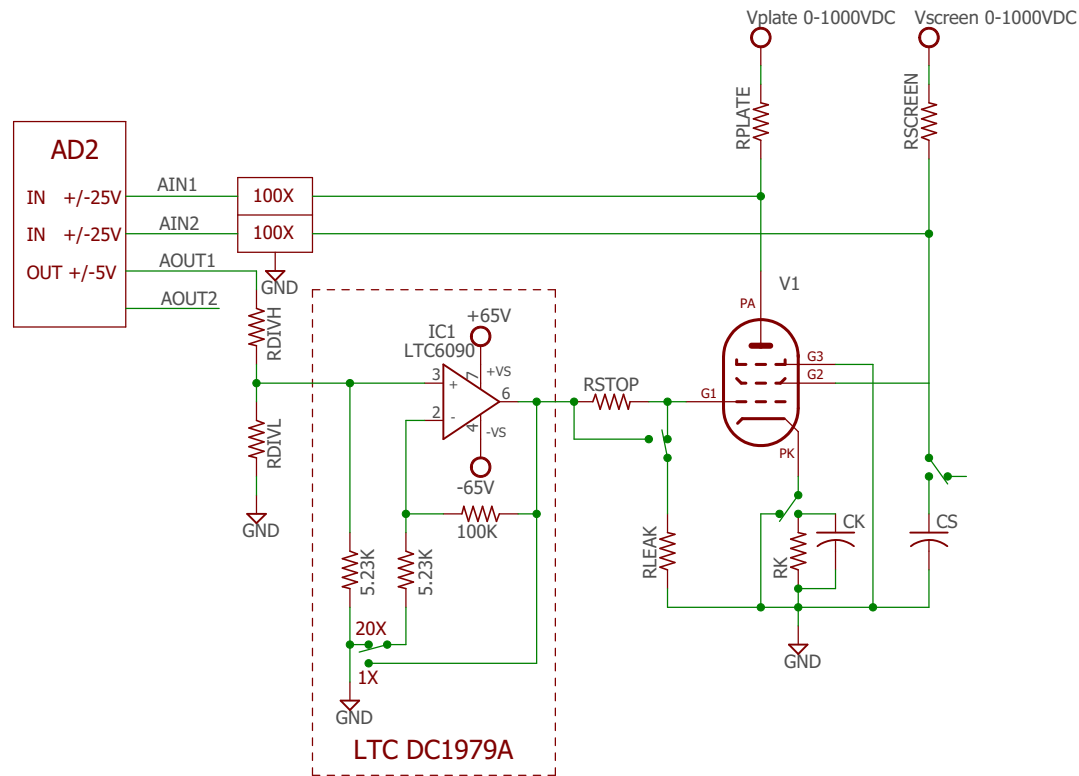 Vplate 0-1000VDC
Vscreen 0-1000VDC
RPLATE
RSCREEN
AD2
IN +/-25V
AIN1
100X
IN +/-25V
AIN2
100X
OUT +/-5V
AOUT1
GND
AOUT2
RDIVH
RDIVL
GND
+65V
IC1
LTC6090
3
+
7
+VS
6
2
-
4
-VS
-65V
100K
5.23K
5.23K
20X
1X
GND
LTC DC1979A
RSTOP
RLEAK
V1
PA
G3
G2
G1
PK
CK
RK
CS
GND